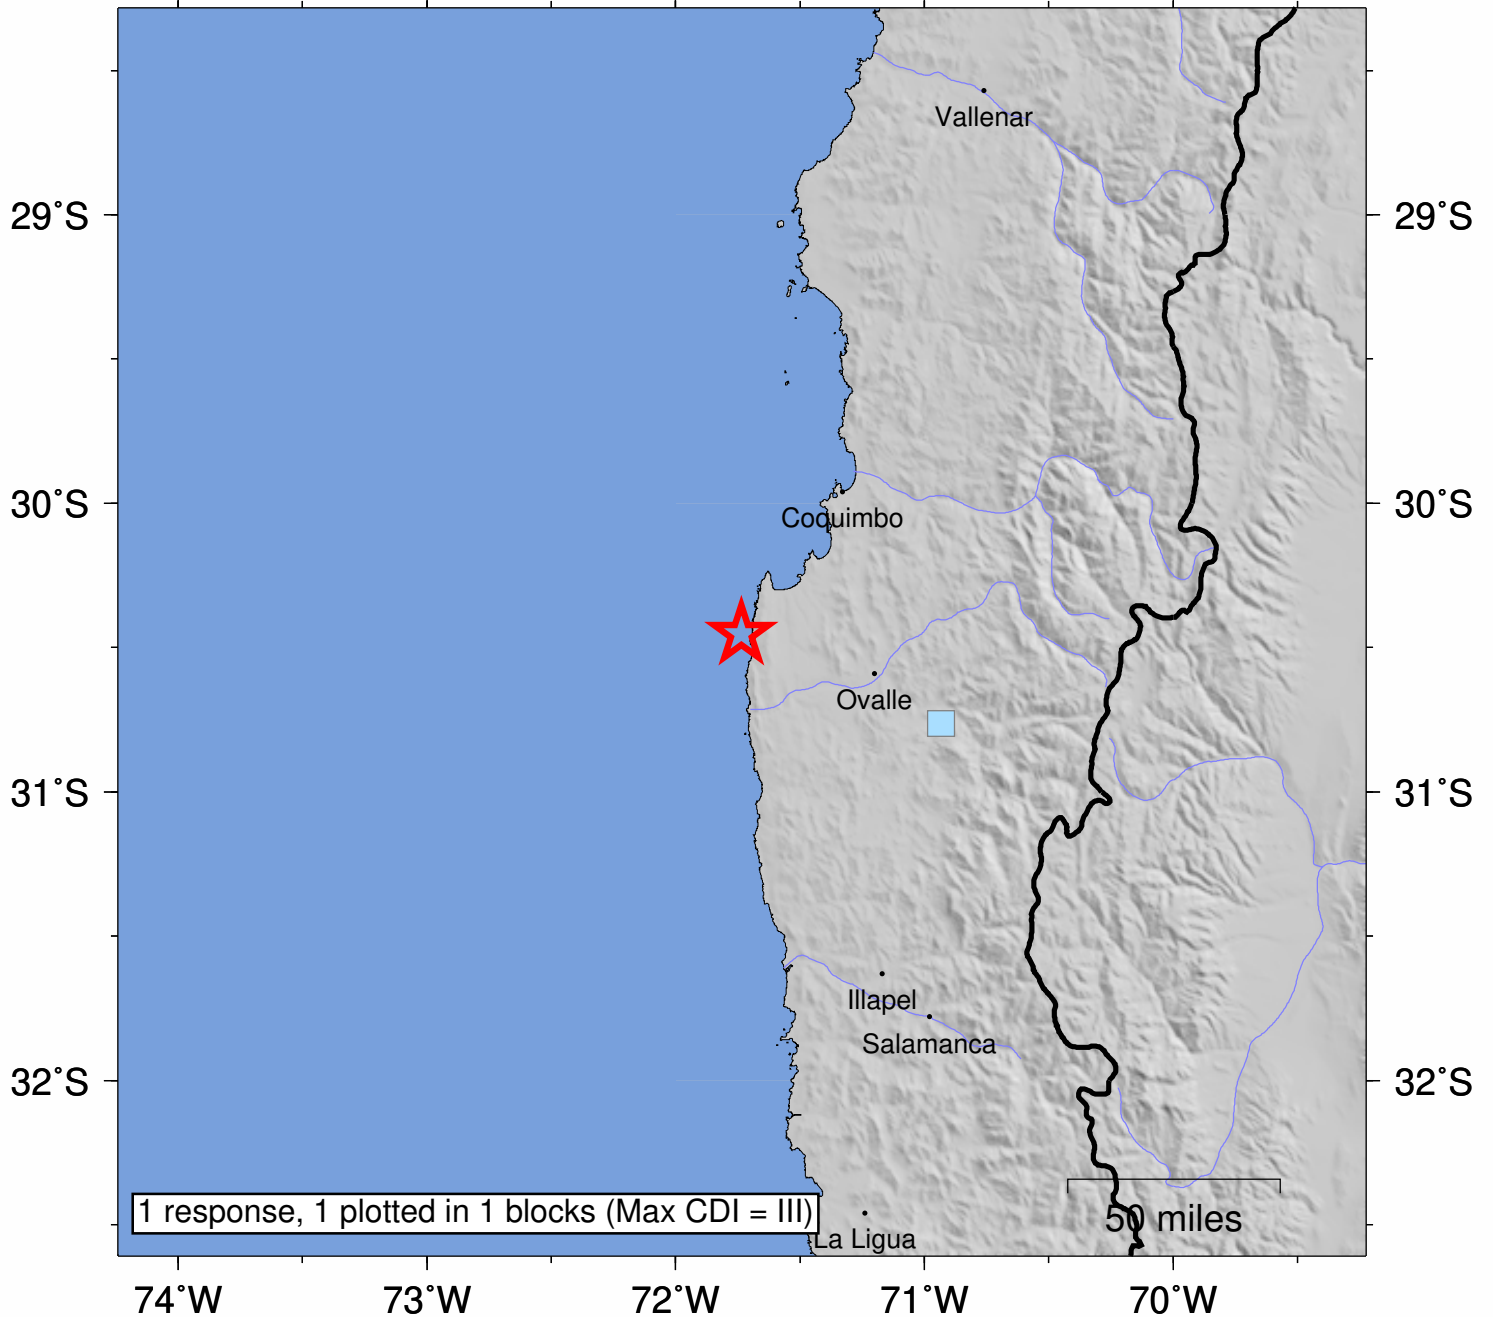 Vallenar
29°S
29°S
30°S
30°S
Coquimbo
Ovalle
31°S
31°S
Illapel
Salamanca
32°S
32°S
1 response, 1 plotted in 1 blocks (Max CDI = III)
50 miles
La Ligua
74°W
73°W
72°W
71°W
70°W